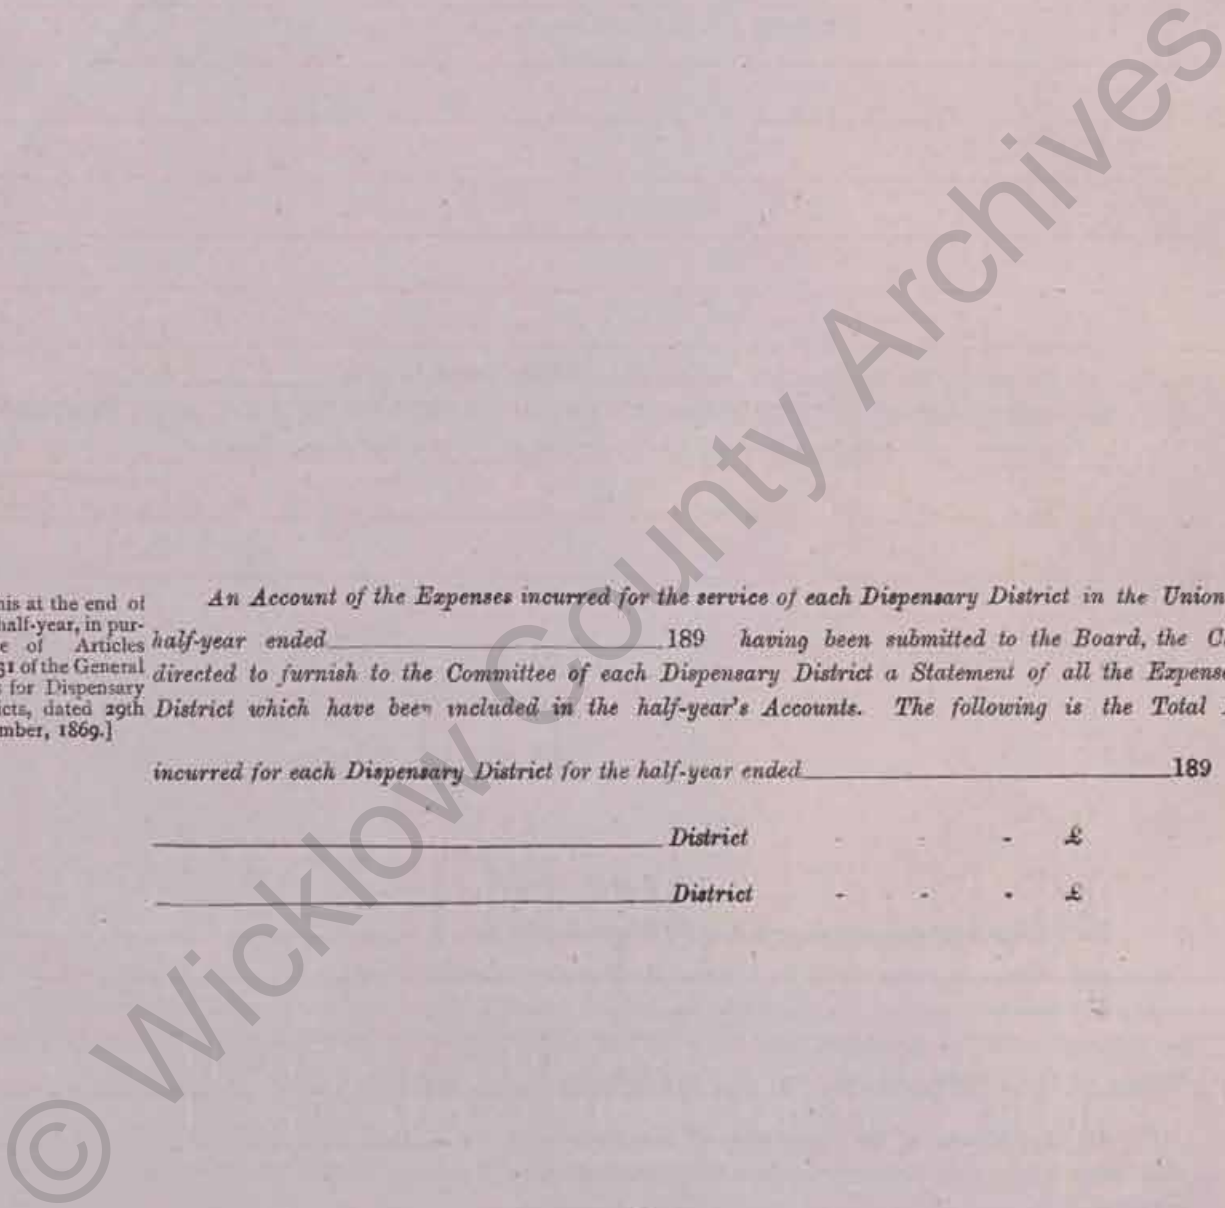 his at the end of
half-year, in pur-
e of Articles
31 of the General
s for Dispensary
icts, dated 29th
mber, 1869.]
An Account of the Expenses incurred for the service of each Dispensary District in the Union
half-year ended 189 having been submitted to the Board, the C
directed to furnish to the Committee of each Dispensary District a Statement of all the Expens
District which have been included in the half-year's Accounts. The following is the Total
incurred for each Dispensary District for the half-year ended 189
District - - - £
District - - - £
© Wicklow County Archives